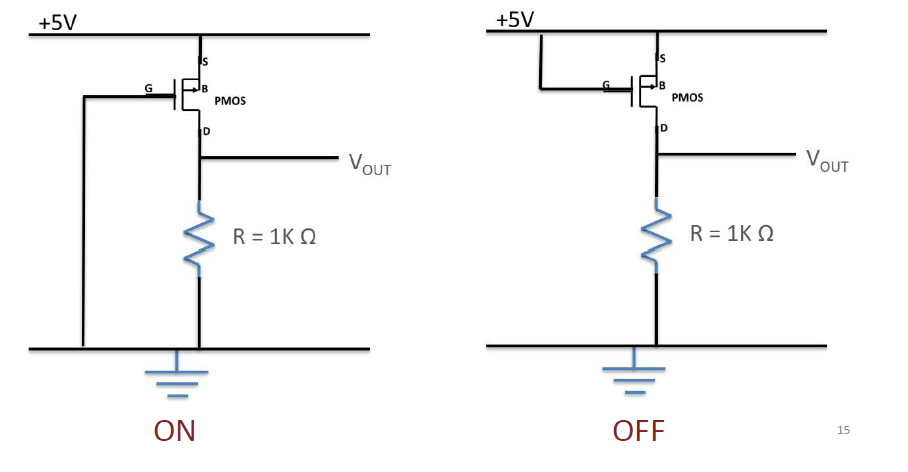 +5V
S
G
B
PMOS
D
VOUT
R = 1K Ω
ON
+5V
S
G
B
PMOS
D
VOUT
R = 1K Ω
OFF
15